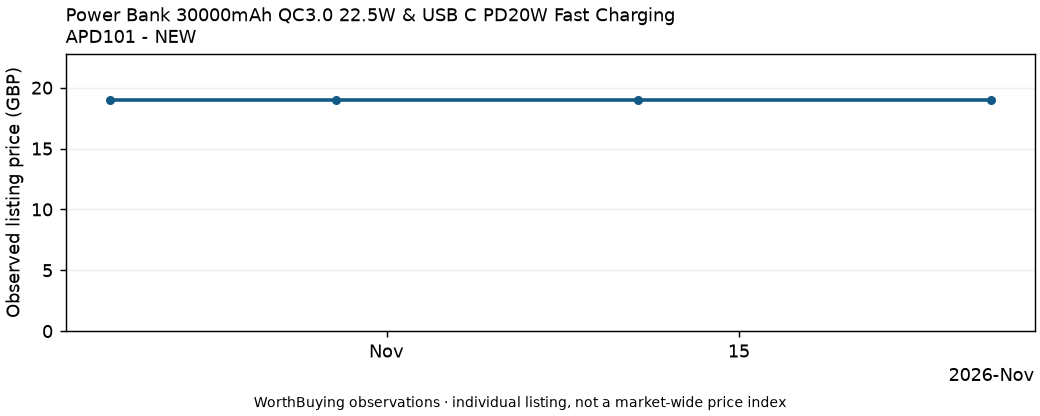 Power Bank 30000mAh QC3.0 22.5W & USB C PD20W Fast Charging
APD101 - NEW
Observed listing price (GBP)
20
15
10
5
0
Nov
15
2026-Nov
WorthBuying observations · individual listing, not a market-wide price index